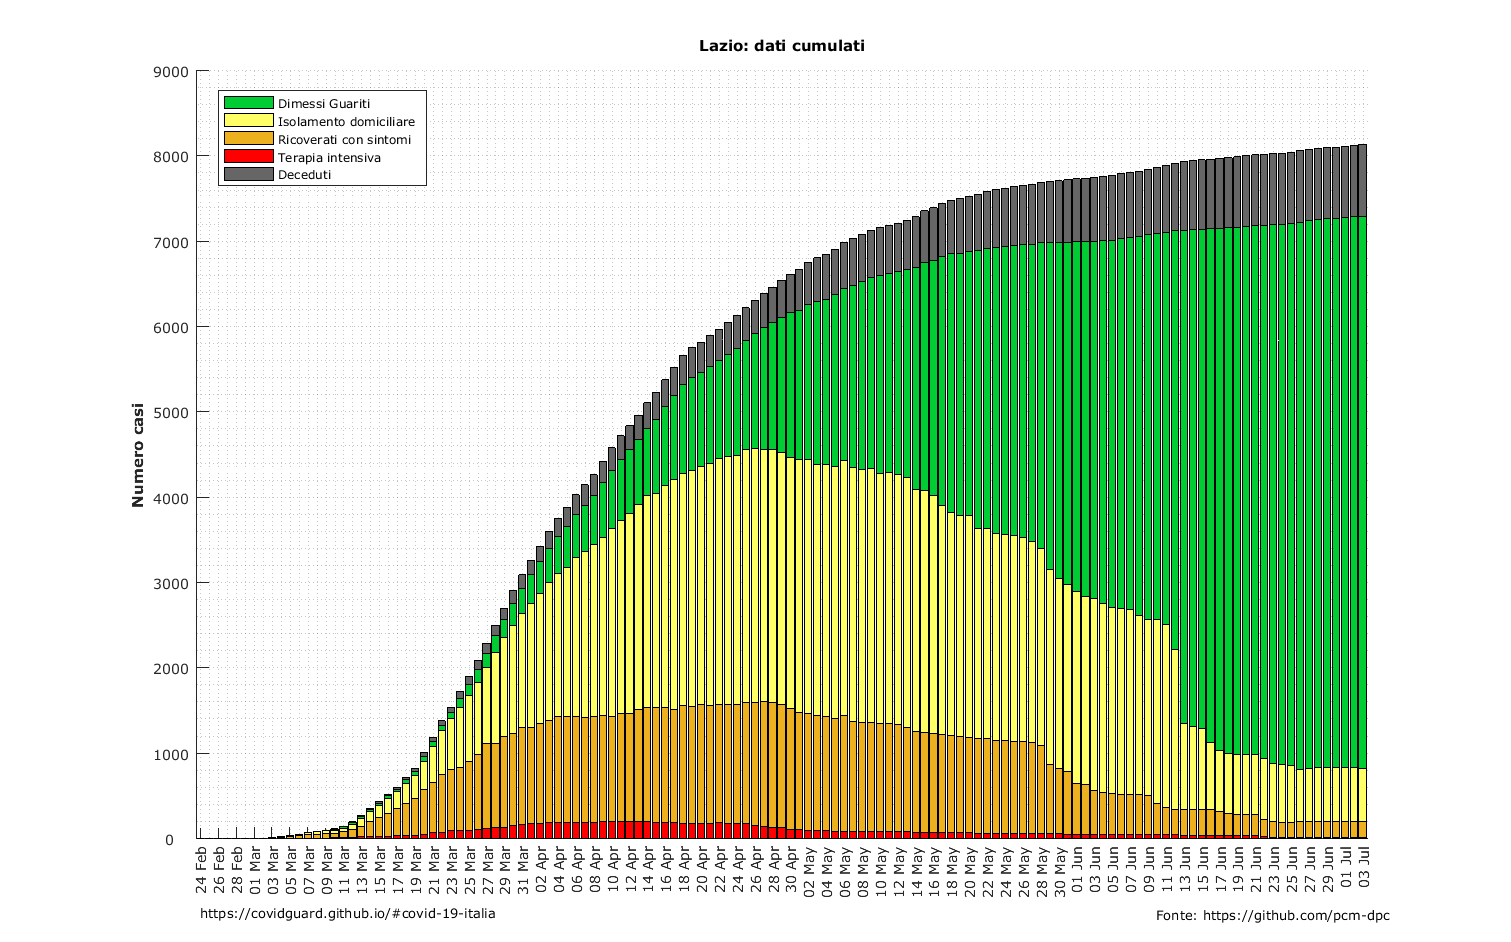 Lazio: dati cumulati
9000
8000
7000
6000
5000
4000
3000
2000
1000
0
Numero casi
Dimessi Guariti
Isolamento domiciliare
Ricoverati con sintomi
Terapia intensiva
Deceduti
24 Feb
26 Feb
28 Feb
01 Mar
03 Mar
05 Mar
07 Mar
09 Mar
11 Mar
13 Mar
15 Mar
17 Mar
19 Mar
21 Mar
23 Mar
25 Mar
27 Mar
29 Mar
31 Mar
02 Apr
04 Apr
06 Apr
08 Apr
10 Apr
12 Apr
14 Apr
16 Apr
18 Apr
20 Apr
22 Apr
24 Apr
26 Apr
28 Apr
30 Apr
02 May
04 May
06 May
08 May
10 May
12 May
14 May
16 May
18 May
20 May
22 May
24 May
26 May
28 May
30 May
01 Jun
03 Jun
05 Jun
07 Jun
09 Jun
11 Jun
13 Jun
15 Jun
17 Jun
19 Jun
21 Jun
23 Jun
25 Jun
27 Jun
29 Jun
01 Jul
03 Jul
https://covidguard.github.io/#covid-19-italia
Fonte: https://github.com/pcm-dpc